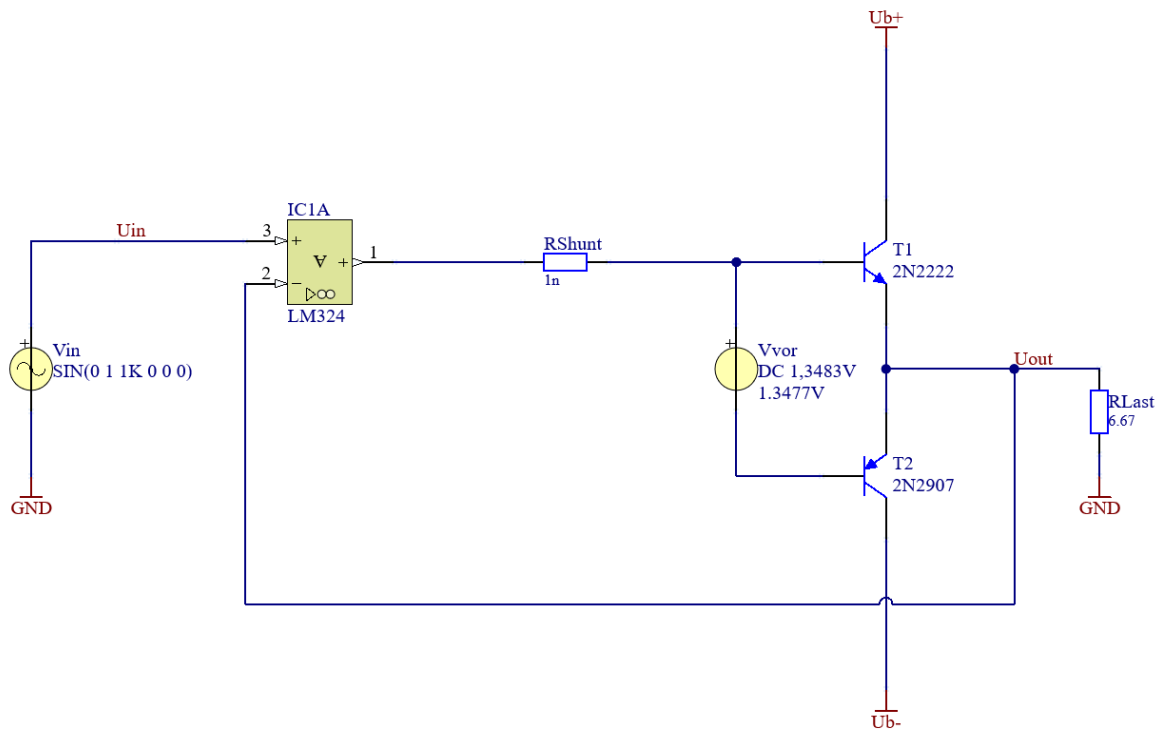 Ub+
IC1A
Uin
3
+
2
−
A
+
1
▷∞
LM324
RShunt
1n
T1
2N2222
+
Vin
SIN(0 1 1K 0 0 0)
+
Vvor
DC 1,3483V
1.3477V
Uout
RLast
6.67
T2
2N2907
GND
GND
Ub-